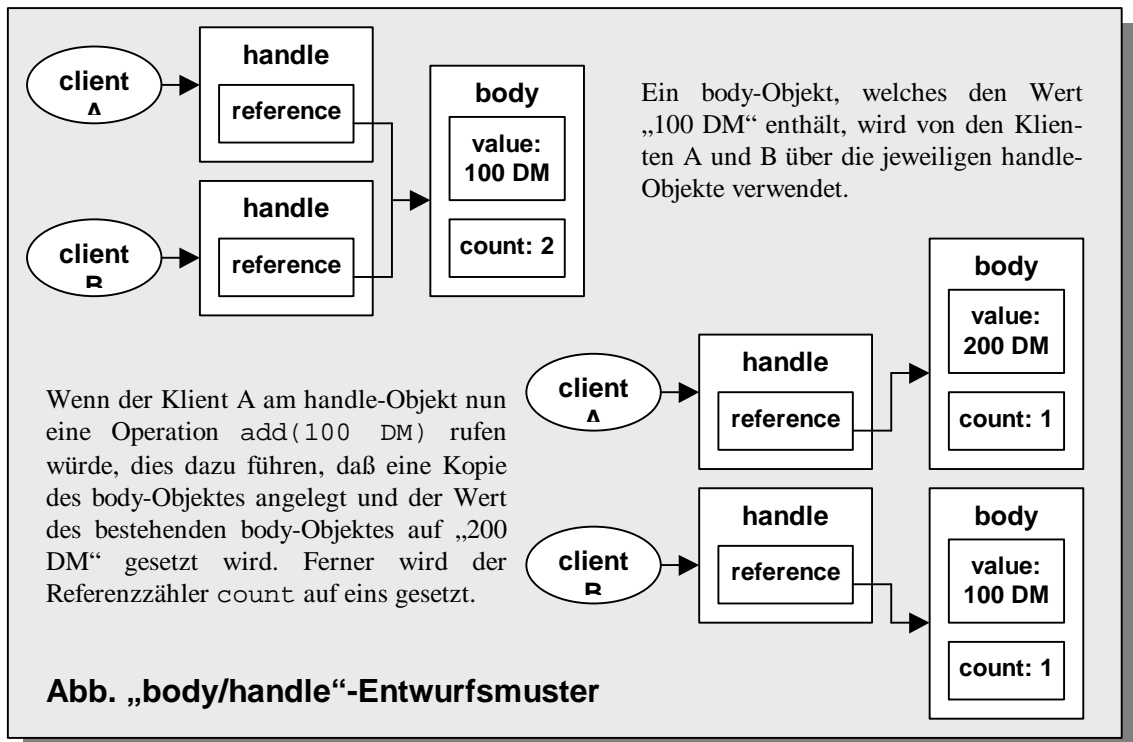 handle
client
A
reference
body
value:
100 DM
count: 2
handle
client
B
reference
Ein body-Objekt, welches den Wert
„100 DM“ enthält, wird von den Klien-
ten A und B über die jeweiligen handle-
Objekte verwendet.
Wenn der Klient A am handle-Objekt nun
eine Operation add(100 DM) rufen
würde, dies dazu führen, daß eine Kopie
des body-Objektes angelegt und der Wert
des bestehenden body-Objektes auf „200
DM“ gesetzt wird. Ferner wird der
Referenzzähler count auf eins gesetzt.
client
A
handle
reference
body
value:
200 DM
count: 1
client
B
handle
reference
body
value:
100 DM
count: 1
Abb. „body/handle“-Entwurfsmuster